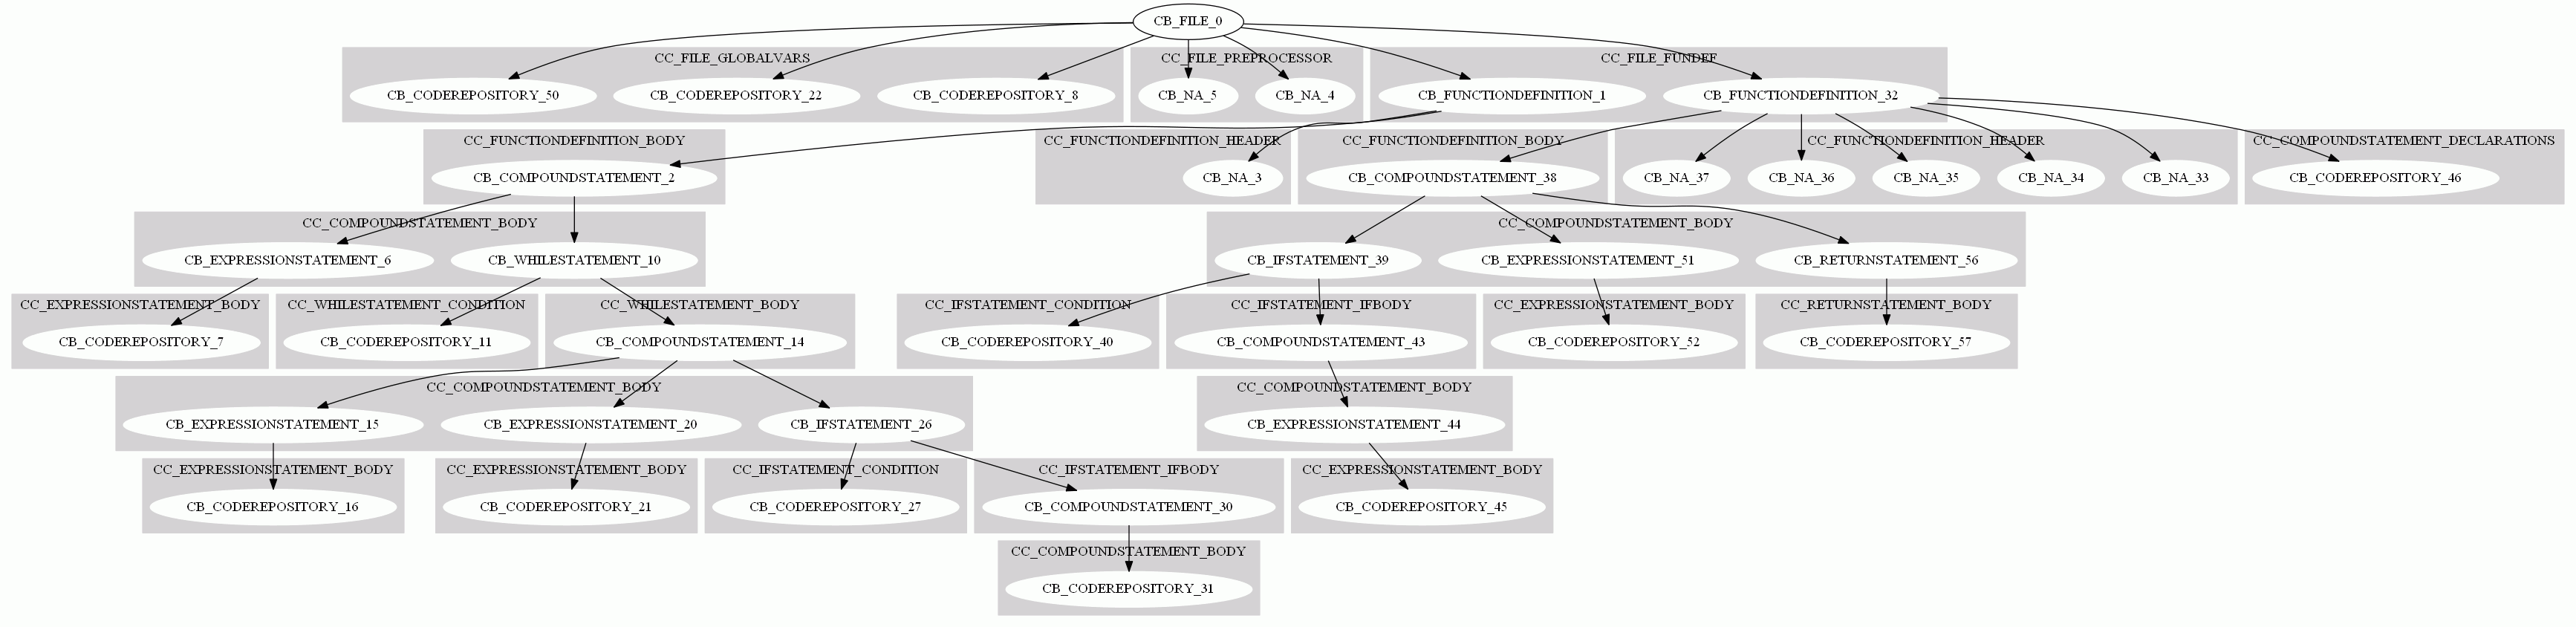 CB_FILE_0
CC_FILE_GLOBALVARS
CC_FILE_PREPROCESSOR
CC_FILE_FUNDEF
CB_CODEREPOSITORY_50
CB_CODEREPOSITORY_22
CB_CODEREPOSITORY_8
CB_NA_5
CB_NA_4
CB_FUNCTIONDEFINITION_1
CB_FUNCTIONDEFINITION_32
CC_FUNCTIONDEFINITION_BODY
CC_FUNCTIONDEFINITION_HEADER
CC_FUNCTIONDEFINITION_BODY
CC_FUNCTIONDEFINITION_HEADER
CC_COMPOUNDSTATEMENT_DECLARATIONS
CB_COMPOUNDSTATEMENT_2
CB_NA_3
CB_COMPOUNDSTATEMENT_38
CB_NA_37
CB_NA_36
CB_NA_35
CB_NA_34
CB_NA_33
CB_CODEREPOSITORY_46
CC_COMPOUNDSTATEMENT_BODY
CC_COMPOUNDSTATEMENT_BODY
CB_EXPRESSIONSTATEMENT_6
CB_WHILESTATEMENT_10
CB_IFSTATEMENT_39
CB_EXPRESSIONSTATEMENT_51
CB_RETURNSTATEMENT_56
CC_EXPRESSIONSTATEMENT_BODY
CC_WHILESTATEMENT_CONDITION
CC_WHILESTATEMENT_BODY
CC_IFSTATEMENT_CONDITION
CC_IFSTATEMENT_IFBODY
CC_EXPRESSIONSTATEMENT_BODY
CC_RETURNSTATEMENT_BODY
CB_CODEREPOSITORY_7
CB_CODEREPOSITORY_11
CB_COMPOUNDSTATEMENT_14
CB_CODEREPOSITORY_40
CB_COMPOUNDSTATEMENT_43
CB_CODEREPOSITORY_52
CB_CODEREPOSITORY_57
CC_COMPOUNDSTATEMENT_BODY
CC_COMPOUNDSTATEMENT_BODY
CB_EXPRESSIONSTATEMENT_15
CB_EXPRESSIONSTATEMENT_20
CB_IFSTATEMENT_26
CB_EXPRESSIONSTATEMENT_44
CC_EXPRESSIONSTATEMENT_BODY
CC_EXPRESSIONSTATEMENT_BODY
CC_IFSTATEMENT_CONDITION
CC_IFSTATEMENT_IFBODY
CC_EXPRESSIONSTATEMENT_BODY
CB_CODEREPOSITORY_16
CB_CODEREPOSITORY_21
CB_CODEREPOSITORY_27
CB_COMPOUNDSTATEMENT_30
CB_CODEREPOSITORY_45
CC_COMPOUNDSTATEMENT_BODY
CB_CODEREPOSITORY_31